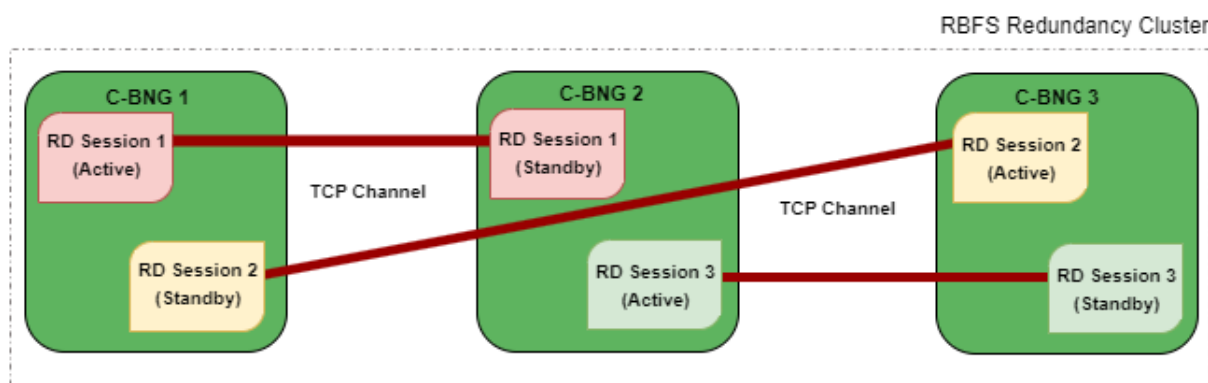 RBFS Redundancy Cluster
C-BNG 1
RD Session 1
(Active)
RD Session 2
(Standby)
TCP Channel
C-BNG 2
RD Session 1
(Standby)
RD Session 3
(Active)
TCP Channel
C-BNG 3
RD Session 2
(Active)
RD Session 3
(Standby)